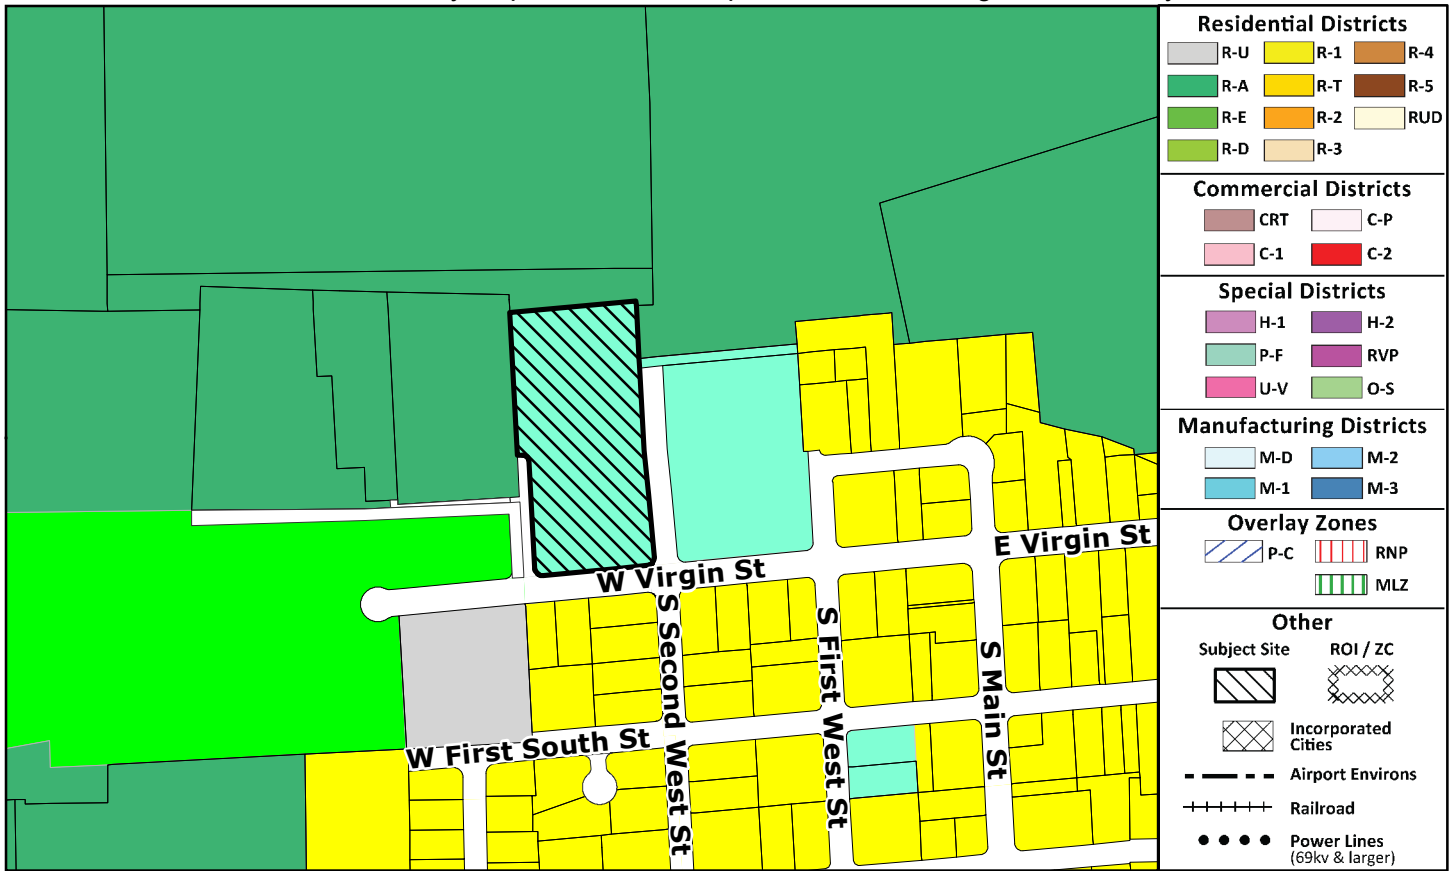 Residential Districts
R-U R-1 R-4
R-A R-T R-5
R-E R-2 RUD
R-D R-3
Commercial Districts
CRT C-P
C-1 C-2
Special Districts
H-1 H-2
P-F RVP
U-V O-S
Manufacturing Districts
M-D M-2
M-1 M-3
Overlay Zones
P-C RNP
MLZ
Other
Subject Site ROI / ZC
Incorporated
Cities
Airport Environs
Railroad
Power Lines
(69kv & larger)
E Virgin St
W Virgin St
S Second West St
S First West St
S Main St
W First South St